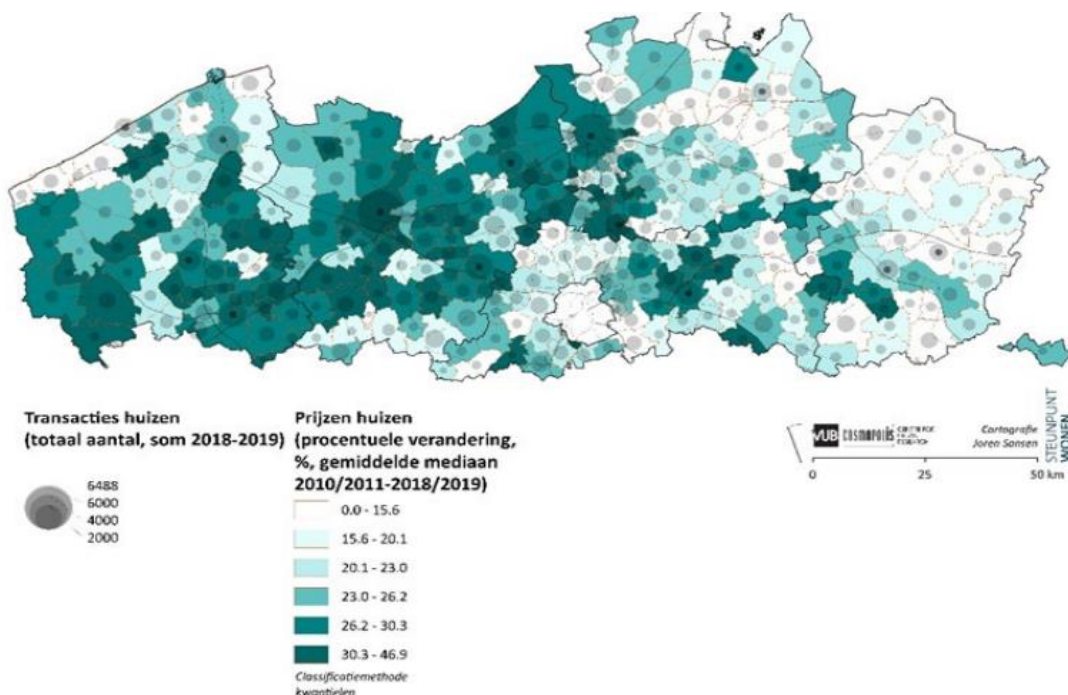 Transacties huizen
(totaal aantal, som 2018-2019)
6488
6000
4000
2000
Prijzen huizen
(procentuele verandering,
%, gemiddelde mediaan
2010/2011-2018/2019)
0.0 - 15.6
15.6 - 20.1
20.1 - 23.0
23.0 - 26.2
26.2 - 30.3
30.3 - 46.9
Classificatiemethode
kwantielen
VUB COSMOPOLIS
Cartografie
Joren Sansen
0 25 50 km
STEUNPUNT
WONEN